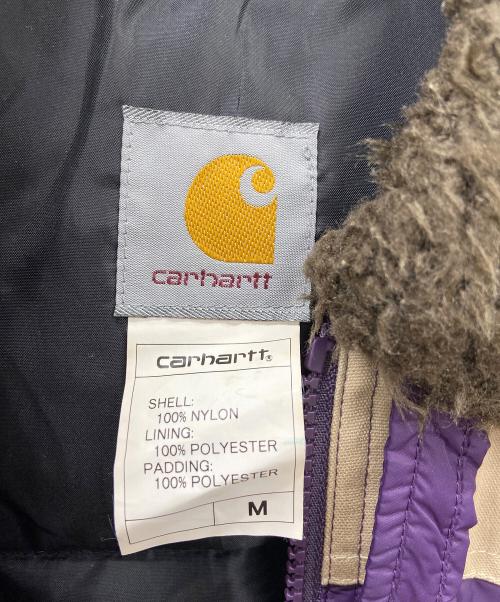 carhartt
carhartt®
SHELL:
100% NYLON
LINING:
100% POLYESTER
PADDING:
100% POLYESTER
M